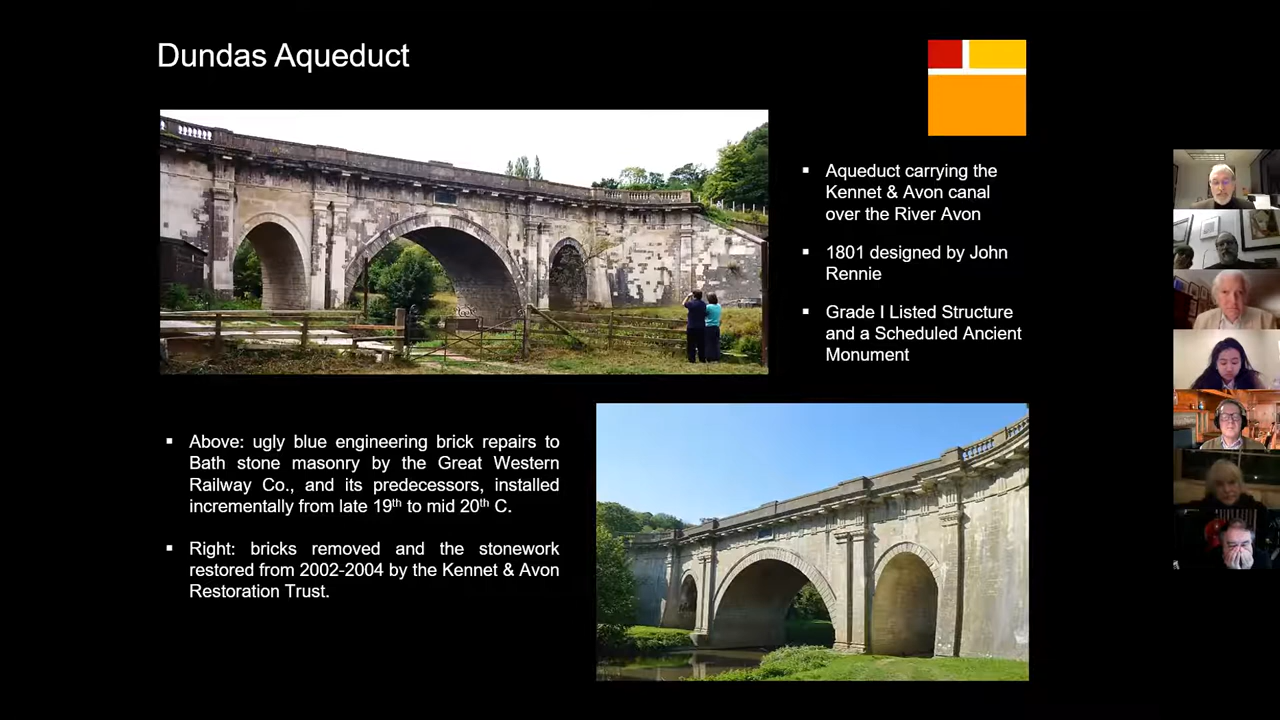 Dundas Aqueduct
▪ Aqueduct carrying the
Kennet & Avon canal
over the River Avon
▪ 1801 designed by John
Rennie
▪ Grade I Listed Structure
and a Scheduled Ancient
Monument
▪ Above: ugly blue engineering brick repairs to
Bath stone masonry by the Great Western
Railway Co., and its predecessors, installed
incrementally from late 19th to mid 20th C.
▪ Right: bricks removed and the stonework
restored from 2002-2004 by the Kennet & Avon
Restoration Trust.